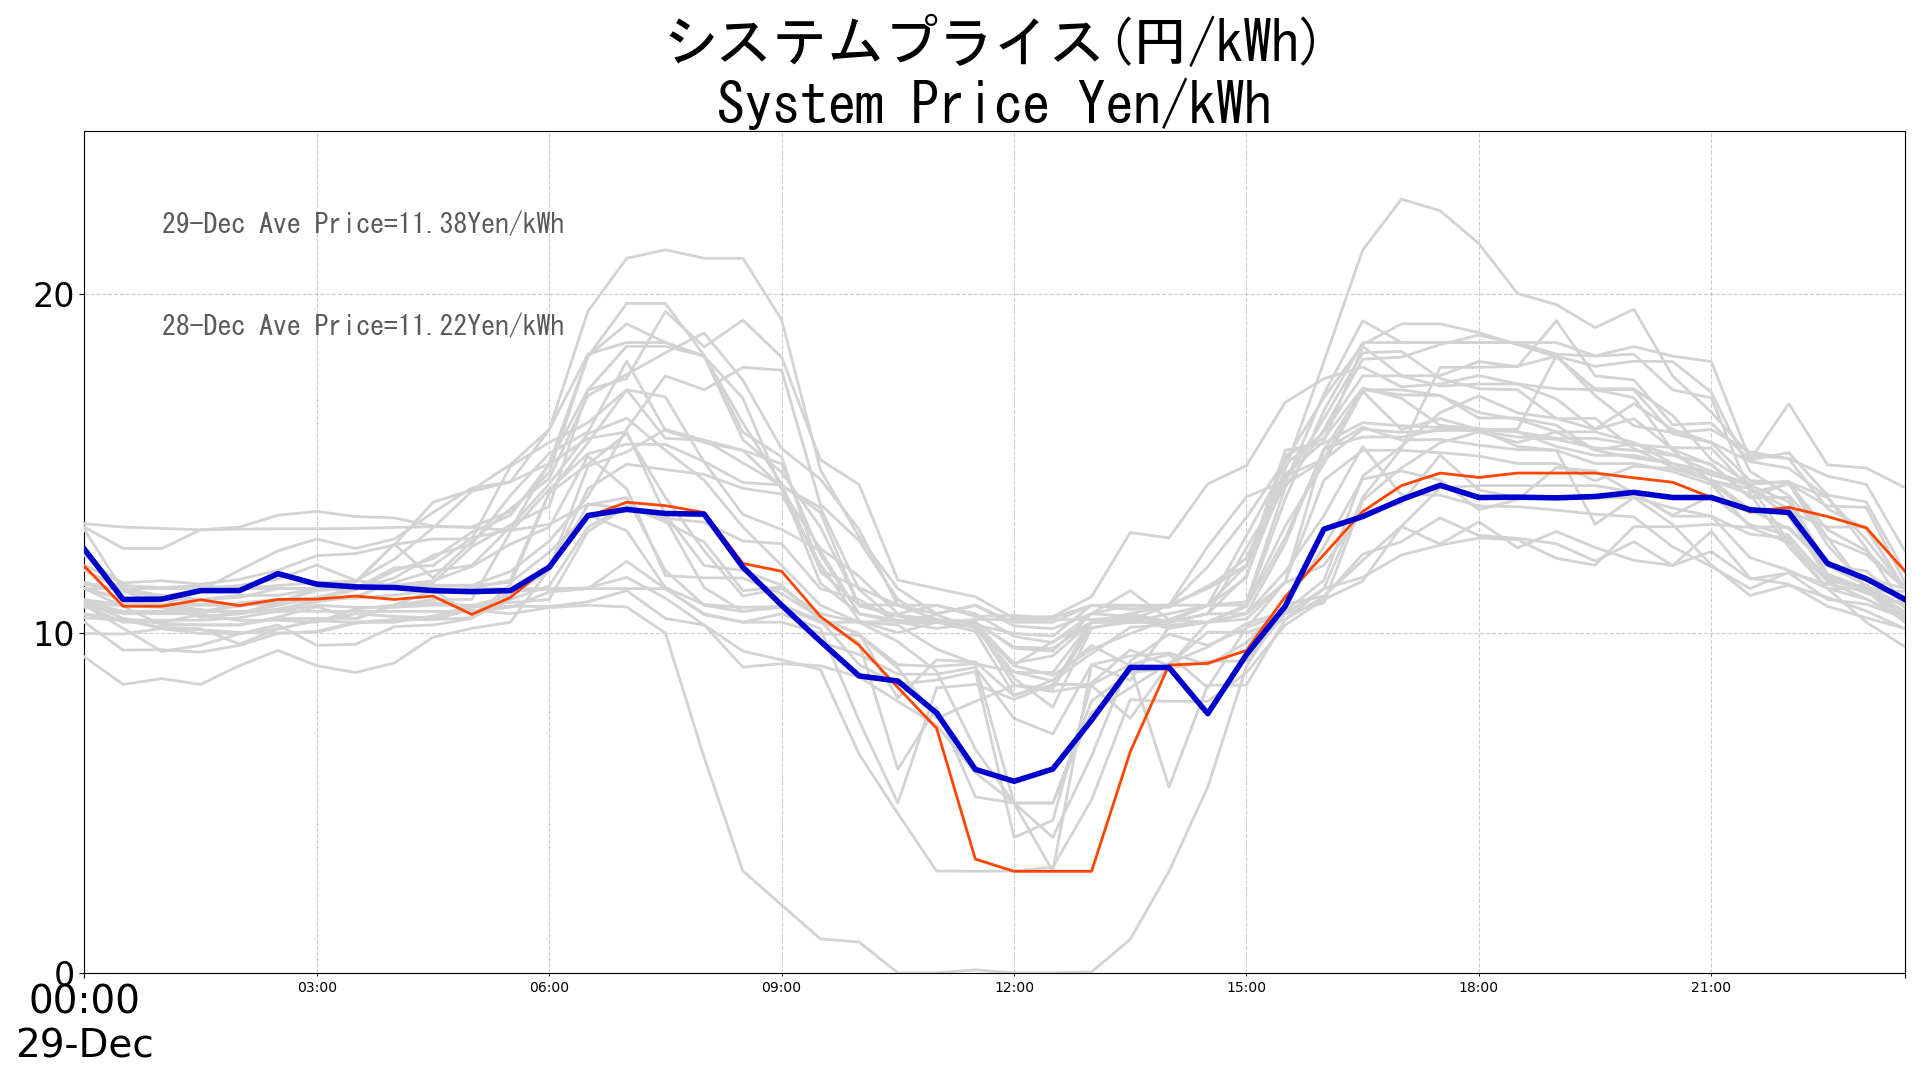 システムプライス(円/kWh)
System Price Yen/kWh
29-Dec Ave Price=11.38Yen/kWh
28-Dec Ave Price=11.22Yen/kWh
20
10
0
00:00
29-Dec
03:00
06:00
09:00
12:00
15:00
18:00
21:00